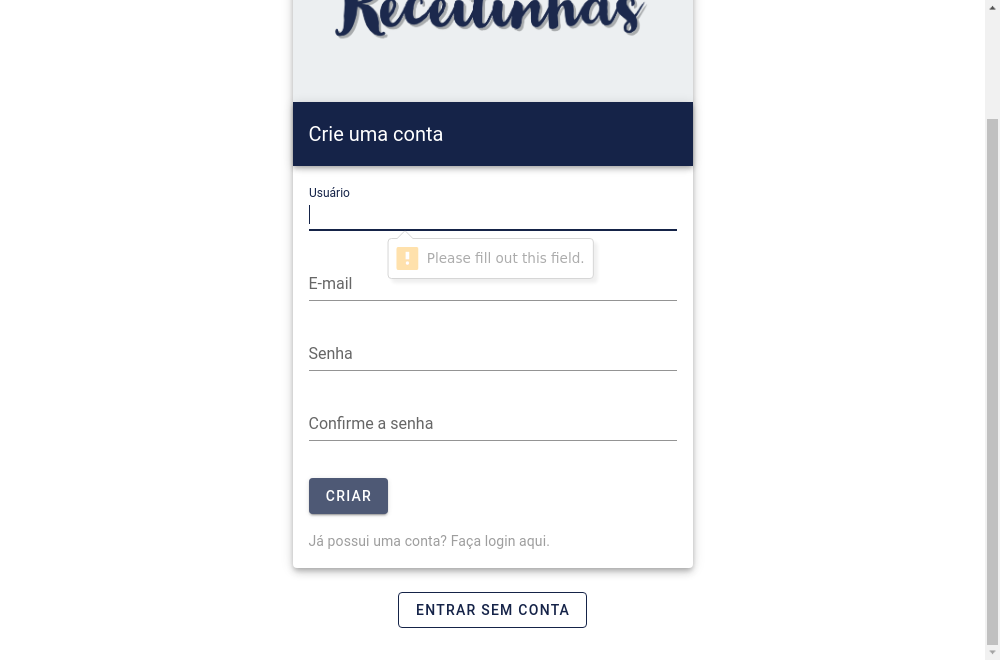 Receitinhas
Crie uma conta
Usuário
Please fill out this field.
E-mail
Senha
Confirme a senha
CRIAR
Já possui uma conta? Faça login aqui.
ENTRAR SEM CONTA